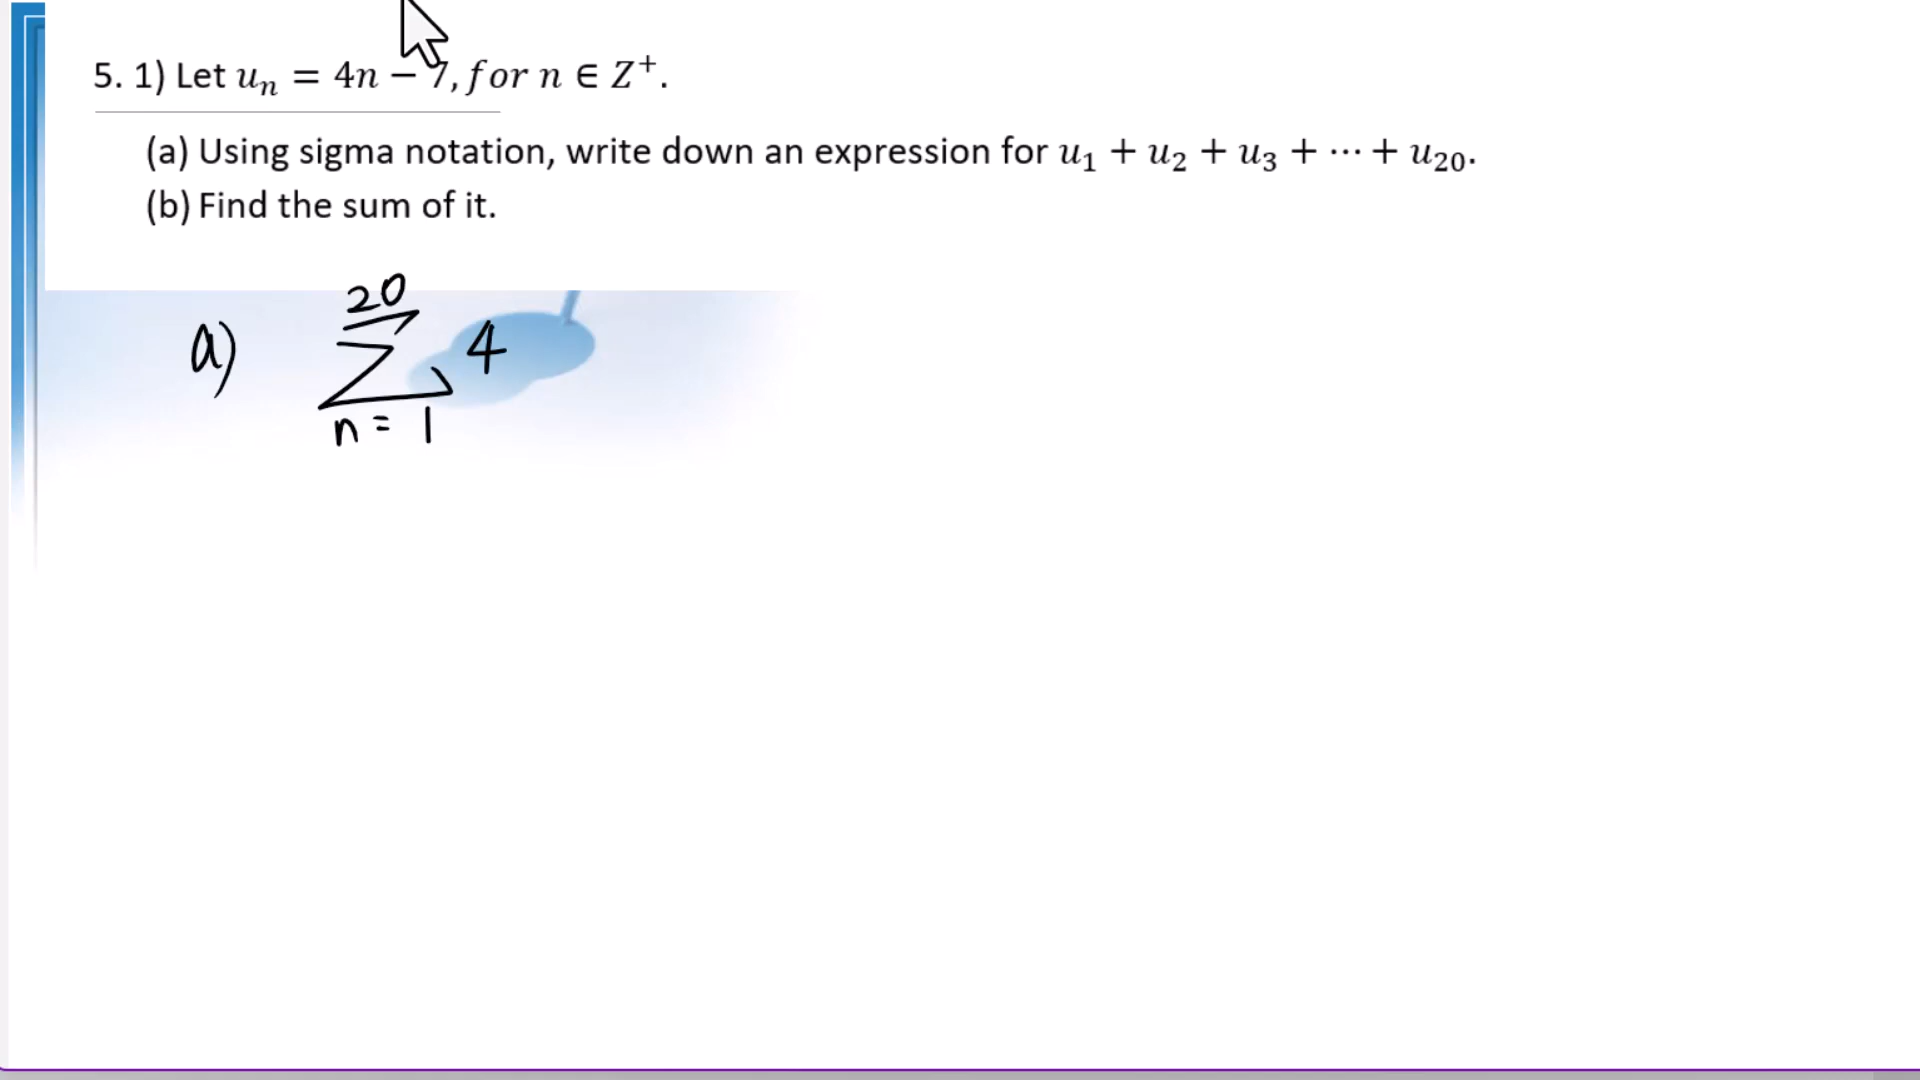 5. 1) Let uₙ = 4n − 7, for n ∈ Z⁺.
(a) Using sigma notation, write down an expression for u₁ + u₂ + u₃ + ⋯ + u₂₀.
(b) Find the sum of it.
20
a) Σ 4
n = 1